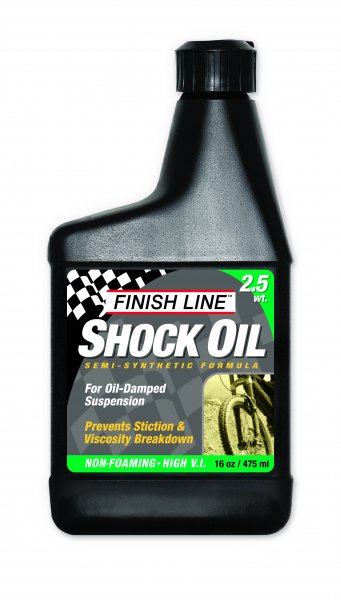 FINISH LINE™
2.5
wt.
SHOCK OIL
SEMI-SYNTHETIC FORMULA
For Oil-Damped
Suspension
Prevents Stiction &
Viscosity Breakdown
NON-FOAMING • HIGH V.I.
16 oz / 475 ml